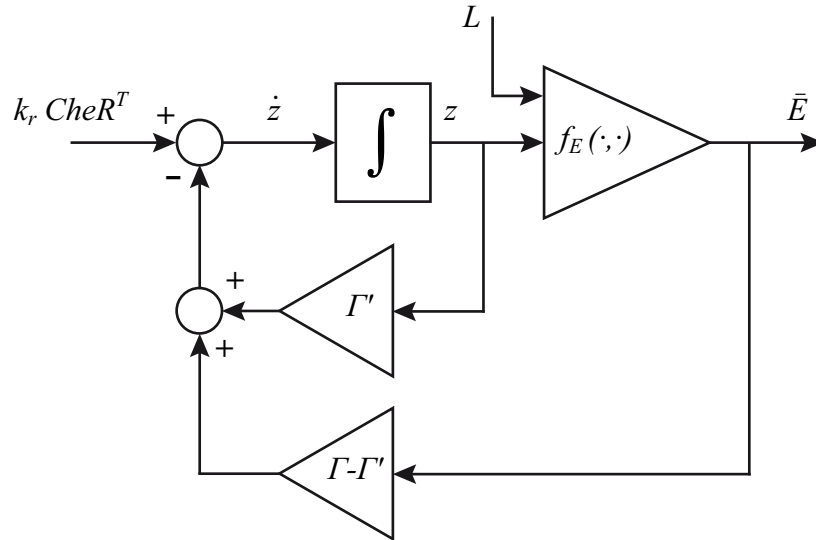 L
k_r CheR^T
+
-
ż
∫
z
f_E (·,·)
Ē
+
Γ'
+
Γ-Γ'